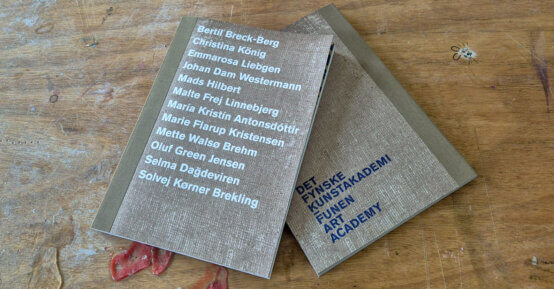 Bertil Breck-Berg
Christina König
Emmarosa Liebgen
Johan Dam Westermann
Mads Hilbert
Malte Frej Linnebjerg
María Kristín Antonsdóttir
Marie Flarup Kristensen
Mette Walsø Brehm
Oluf Green Jensen
Selma Dağdeviren
Solvej Kørner Brekling
DET
FYNSKE
KUNSTAKADEMI
FUNEN
ART
ACADEMY